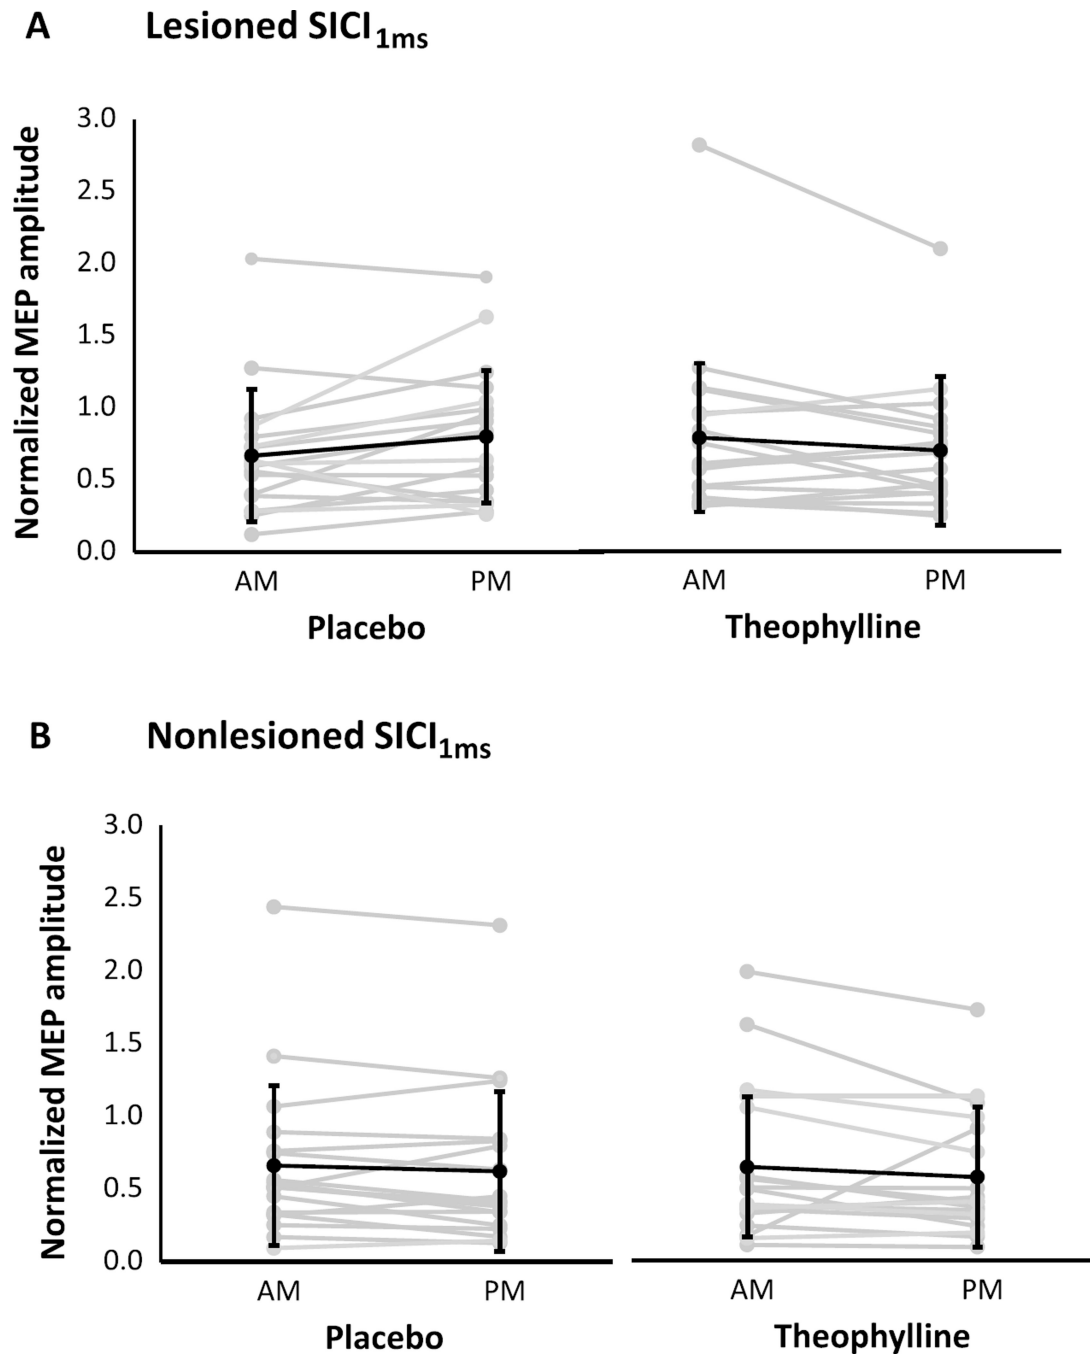 A Lesioned SICI1ms
Normalized MEP amplitude
3.0
2.5
2.0
1.5
1.0
0.5
0.0
AM PM AM PM
Placebo Theophylline
B Nonlesioned SICI1ms
Normalized MEP amplitude
3.0
2.5
2.0
1.5
1.0
0.5
0.0
AM PM AM PM
Placebo Theophylline